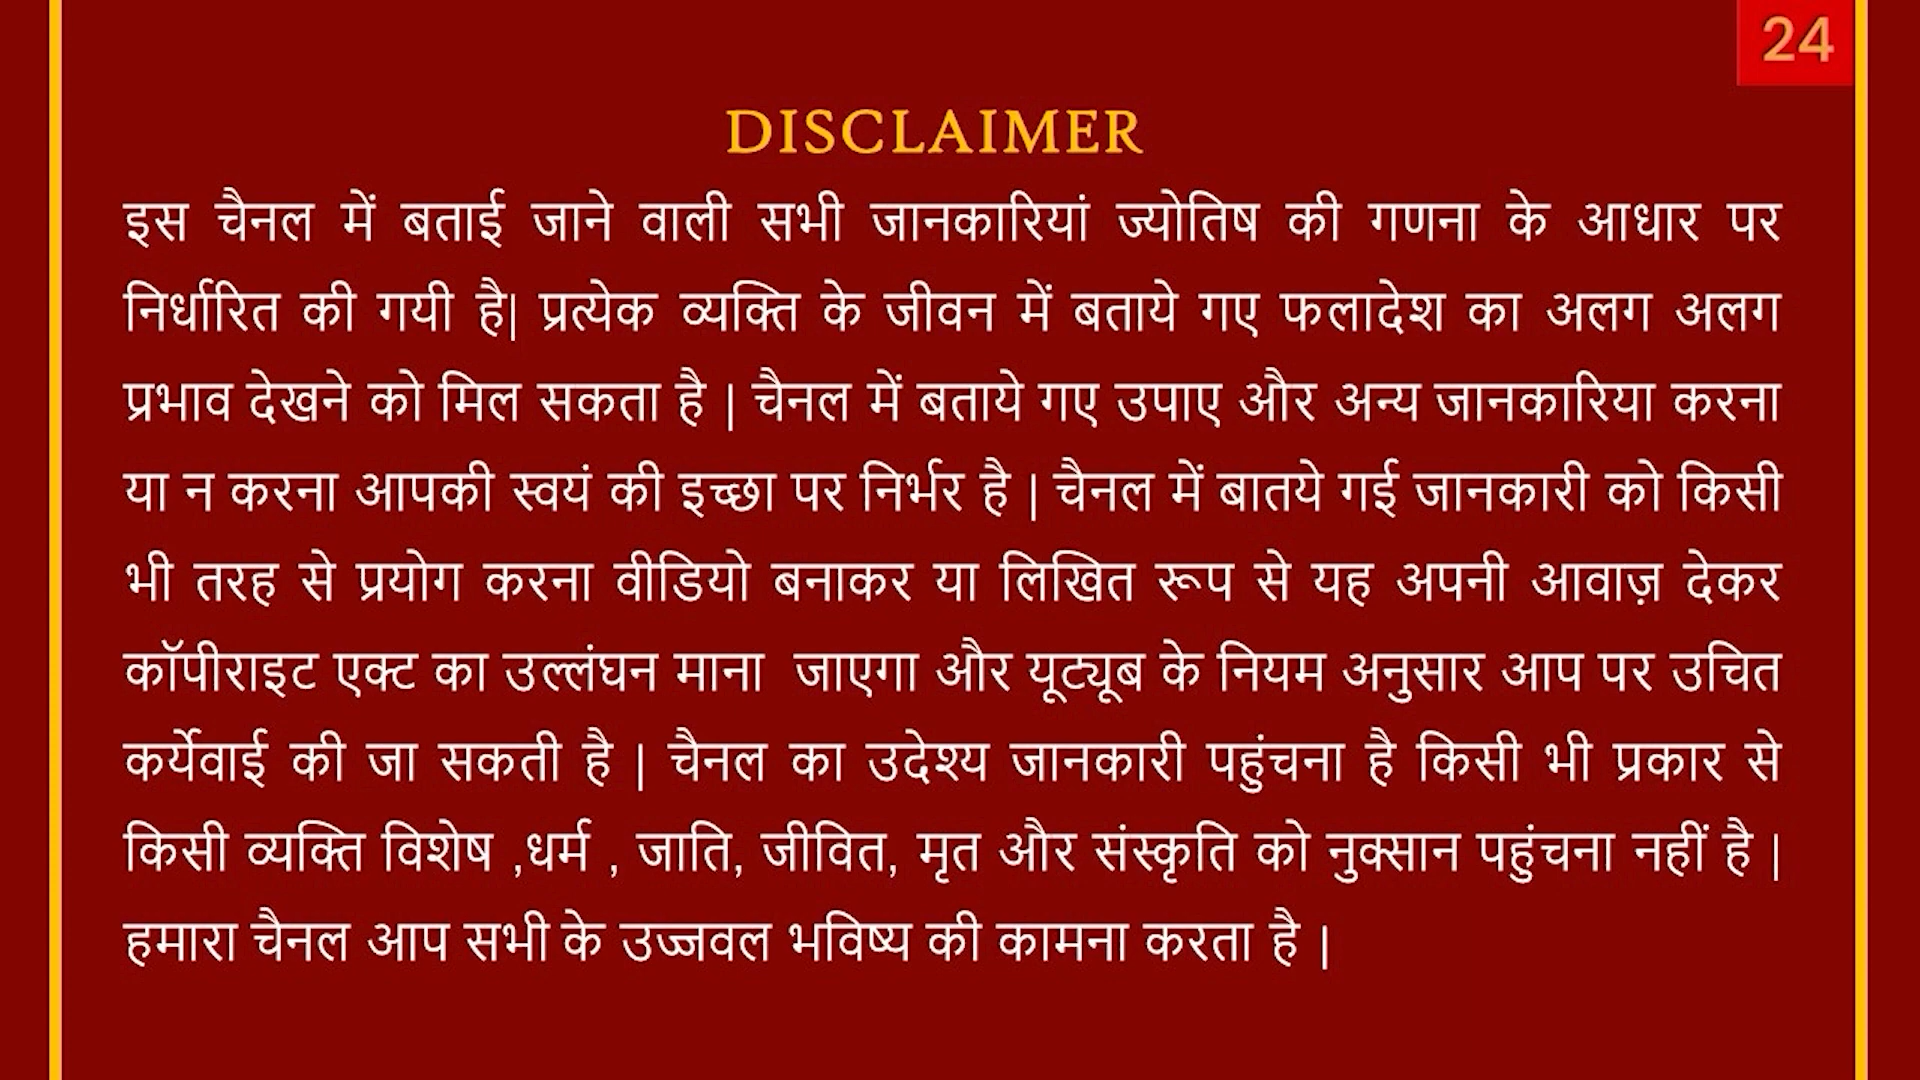 24
DISCLAIMER
इस चैनल में बताई जाने वाली सभी जानकारियां ज्योतिष की गणना के आधार पर
निर्धारित की गयी है| प्रत्येक व्यक्ति के जीवन में बताये गए फलादेश का अलग अलग
प्रभाव देखने को मिल सकता है | चैनल में बताये गए उपाए और अन्य जानकारिया करना
या न करना आपकी स्वयं की इच्छा पर निर्भर है | चैनल में बातये गई जानकारी को किसी
भी तरह से प्रयोग करना वीडियो बनाकर या लिखित रूप से यह अपनी आवाज़ देकर
कॉपीराइट एक्ट का उल्लंघन माना जाएगा और यूट्यूब के नियम अनुसार आप पर उचित
कर्येवाई की जा सकती है | चैनल का उदेश्य जानकारी पहुंचना है किसी भी प्रकार से
किसी व्यक्ति विशेष ,धर्म , जाति, जीवित, मृत और संस्कृति को नुक्सान पहुंचना नहीं है |
हमारा चैनल आप सभी के उज्जवल भविष्य की कामना करता है |